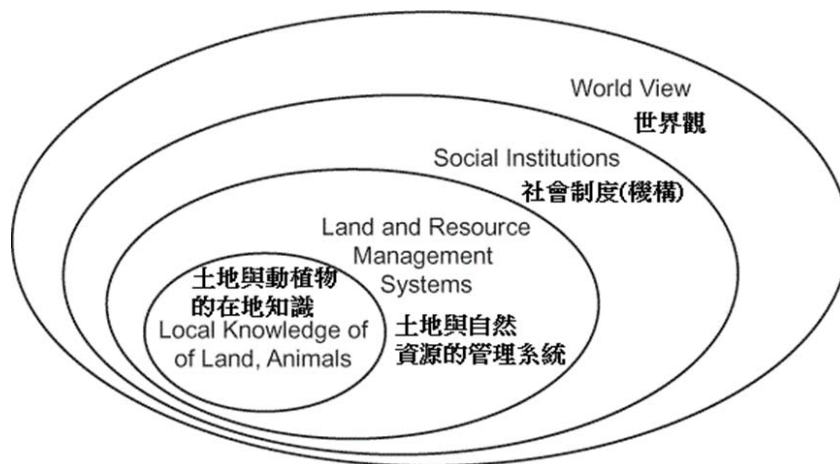 World View
世界觀
Social Institutions
社會制度(機構)
Land and Resource
Management
Systems
土地與自然
資源的管理系統
土地與動植物
的在地知識
Local Knowledge of
of Land, Animals